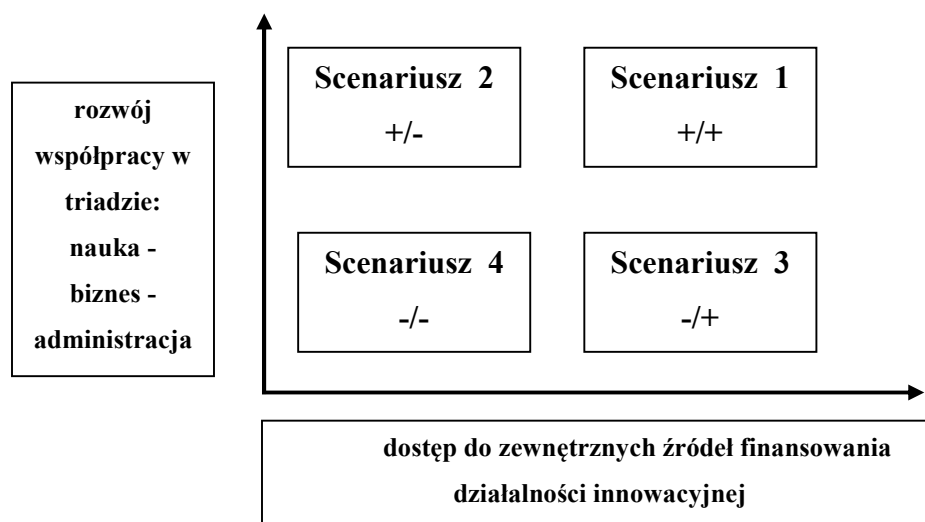 Scenariusz 2
+/-
Scenariusz 1
+/+
rozwój
współpracy w
triadzie:
nauka -
biznes -
administracja
Scenariusz 4
-/-
Scenariusz 3
-/+
dostęp do zewnętrznych źródeł finansowania
działalności innowacyjnej